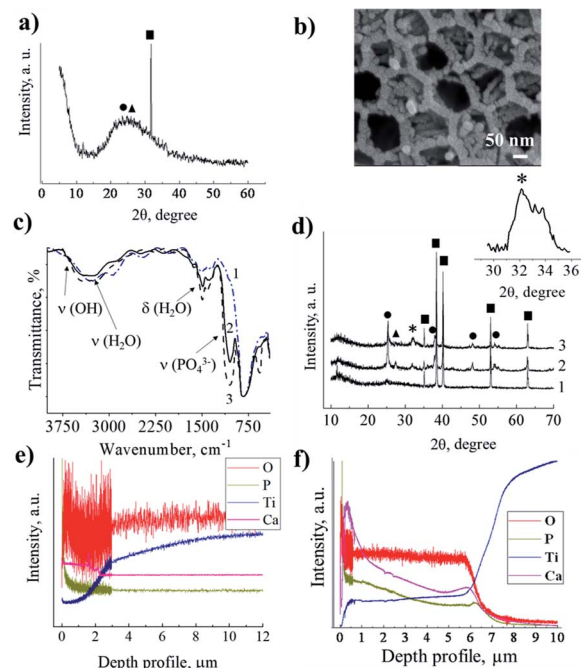 a)
Intensity, a. u.
0 10 20 30 40 50 60
2θ, degree
b)
50 nm
c)
Transmittance, %
ν (OH)
ν (H₂O)
δ (H₂O)
ν (PO₄³⁻)
1
2
3
3750 3000 2250 1500 750
Wavenumber, cm⁻¹
d)
*
30 32 34 36
2θ, degree
Intensity, a.u.
*
3
2
1
10 20 30 40 50 60 70
2θ, degree
e)
Intensity, a.u.
O
P
Ti
Ca
0 2 4 6 8 10 12
Depth profile, μm
f)
Intensity, a.u.
O
P
Ti
Ca
0 1 2 3 4 5 6 7 8 9 10
Depth profile, μm